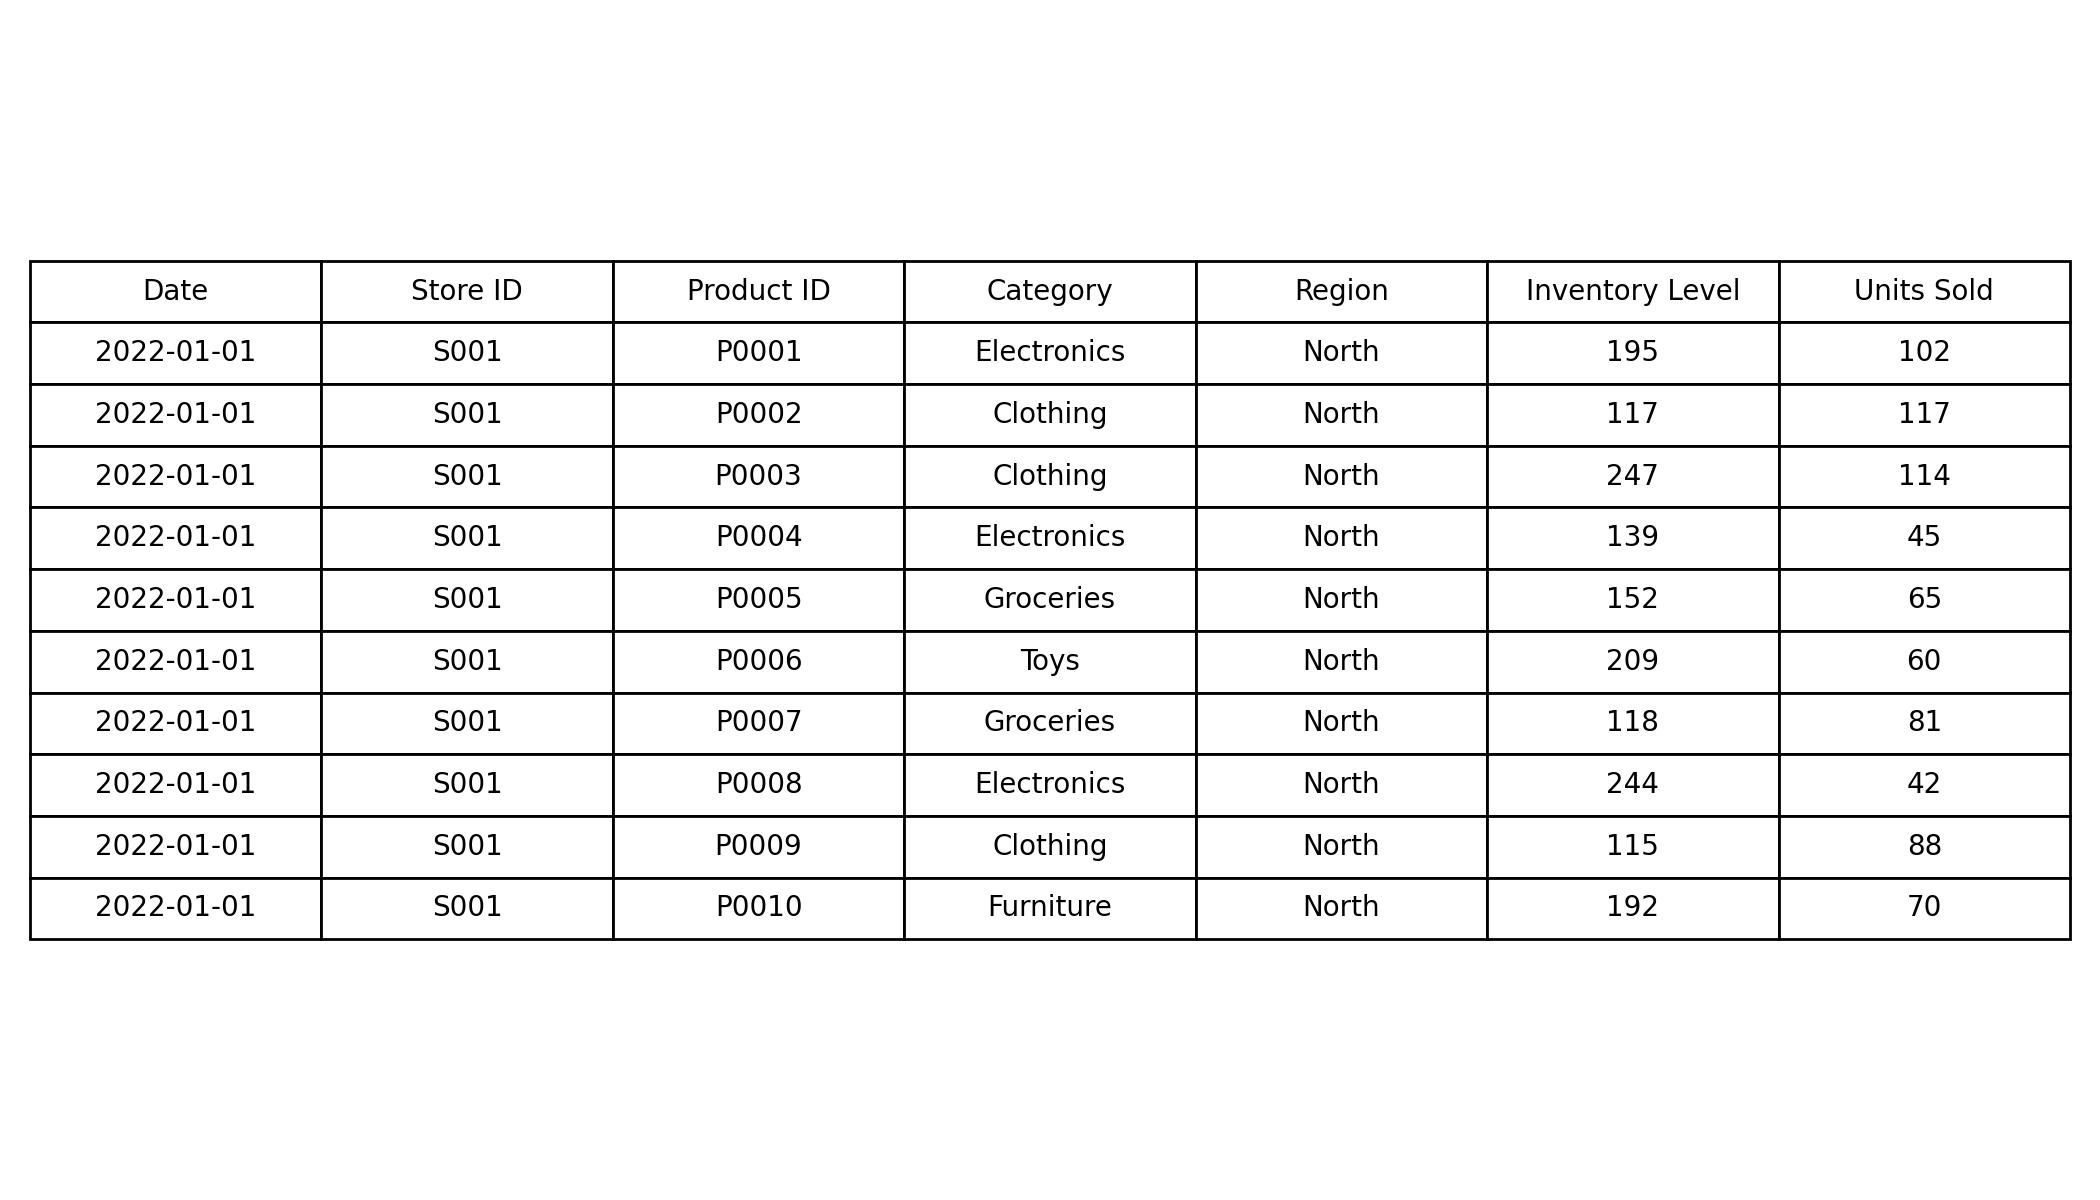 Date Store ID Product ID Category Region Inventory Level Units Sold
2022-01-01 S001 P0001 Electronics North 195 102
2022-01-01 S001 P0002 Clothing North 117 117
2022-01-01 S001 P0003 Clothing North 247 114
2022-01-01 S001 P0004 Electronics North 139 45
2022-01-01 S001 P0005 Groceries North 152 65
2022-01-01 S001 P0006 Toys North 209 60
2022-01-01 S001 P0007 Groceries North 118 81
2022-01-01 S001 P0008 Electronics North 244 42
2022-01-01 S001 P0009 Clothing North 115 88
2022-01-01 S001 P0010 Furniture North 192 70